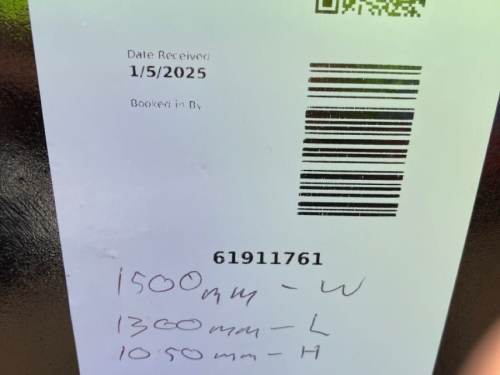 Date Received
1/5/2025
Booked in By
61911761
1500mm - W
1300mm - L
1050mm - H